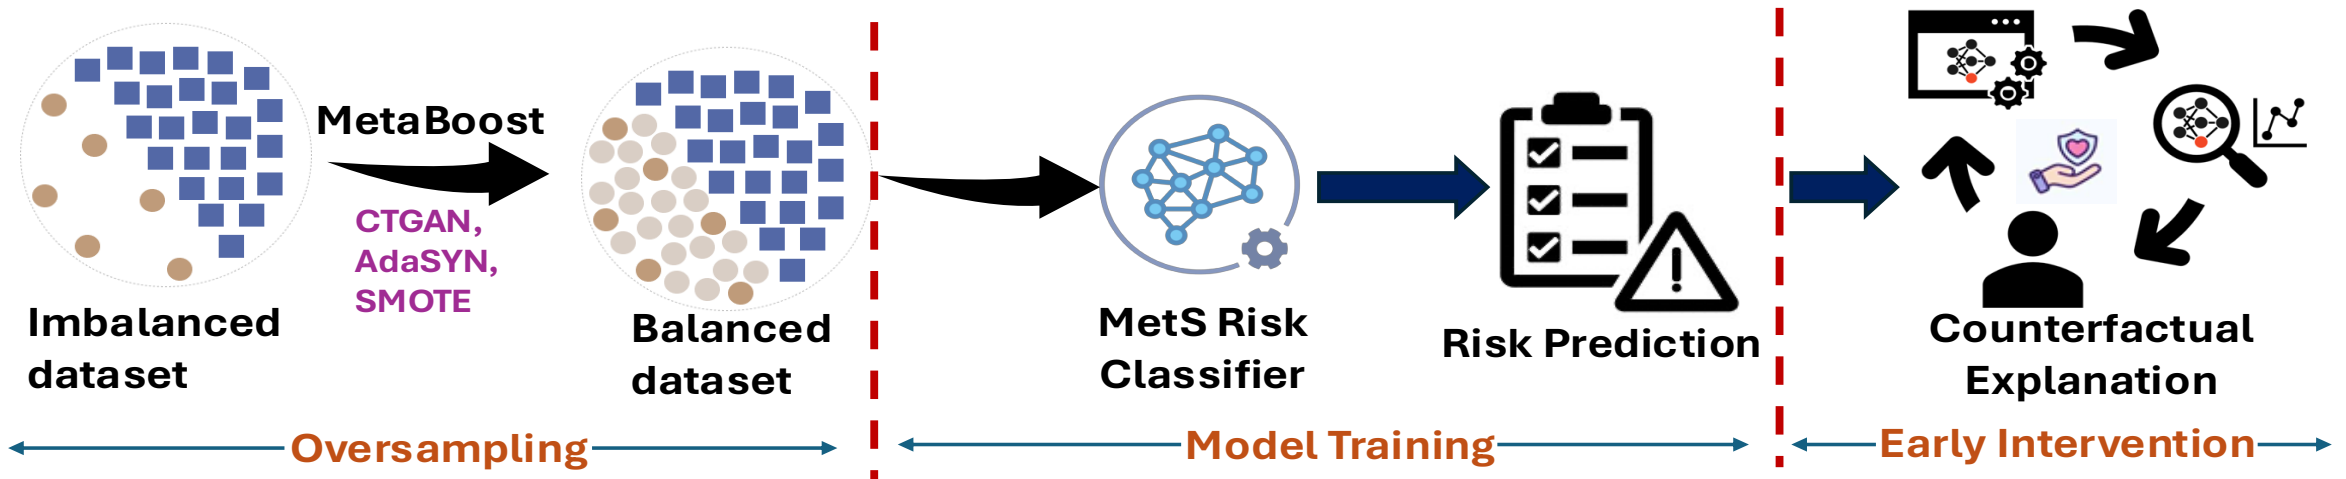 MetaBoost
CTGAN,
AdaSYN,
SMOTE
Imbalanced
dataset
Balanced
dataset
Oversampling
MetS Risk
Classifier
Risk Prediction
Model Training
Counterfactual
Explanation
Early Intervention